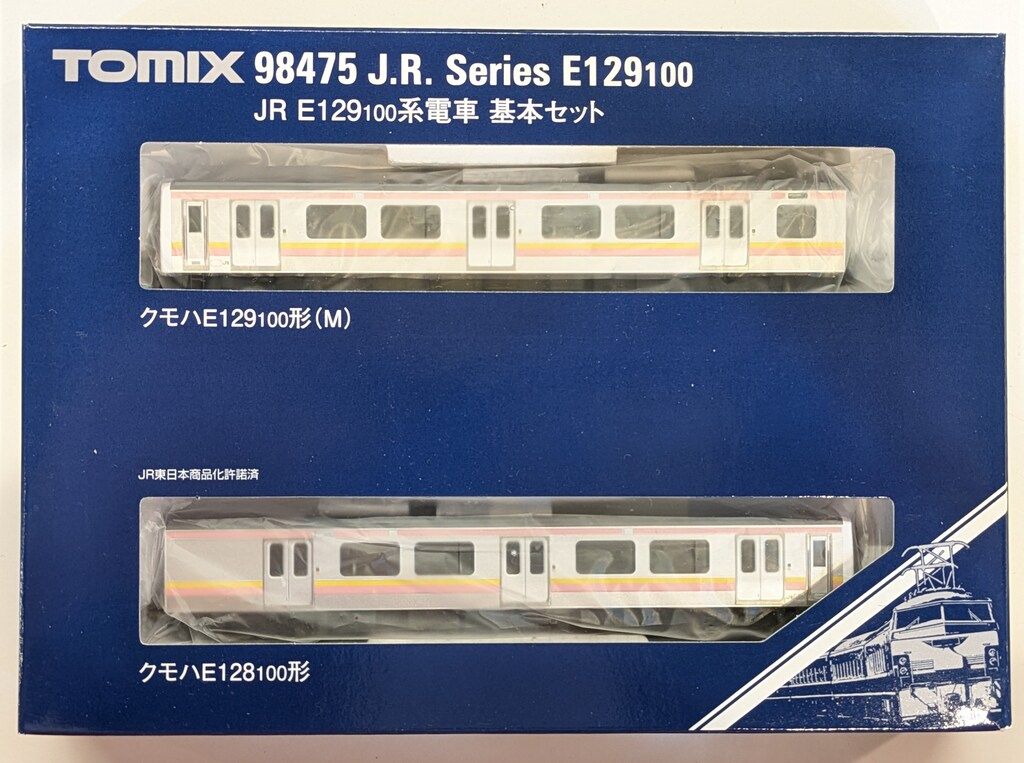 TOMIX 98475 J.R. Series E129100
JR E129100系電車 基本セット
クモハE129100形(M)
JR東日本商品化許諾済
クモハE128100形